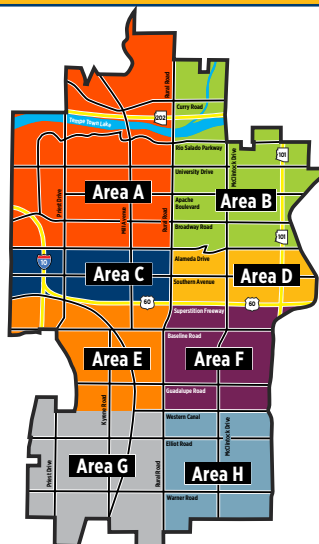 Rural Road
Curry Road
202
Tempe Town Lake
Rio Salado Parkway
McClintock Drive
101
University Drive
Area A
Area B
Priest Drive
Mill Avenue
Rural Road
Apache
Boulevard
Broadway Road
101
Alameda Drive
10
Area C
Area D
Southern Avenue
60
60
Superstition Freeway
Baseline Road
Area E
Area F
Guadalupe Road
Kyrene Road
Western Canal
McClintock Drive
Elliot Road
Area G
Area H
Priest Drive
Rural Road
Warner Road